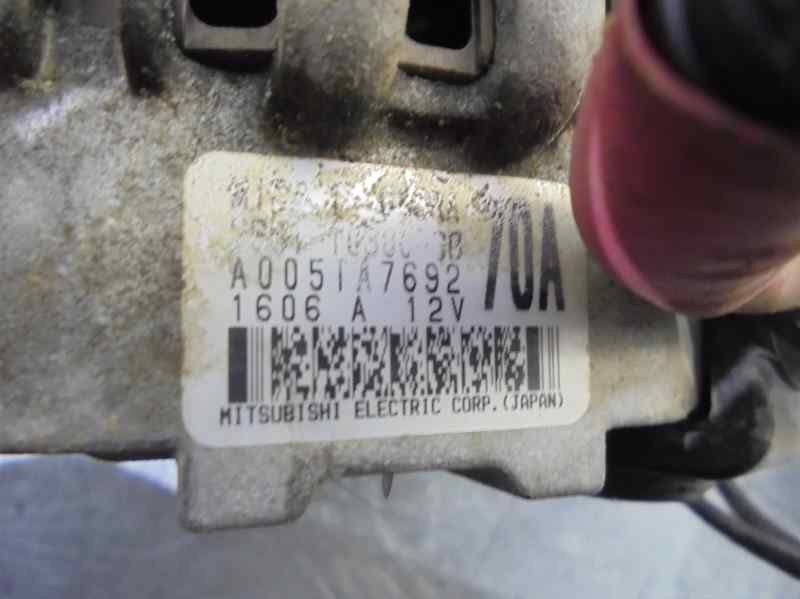 70A
A005TA7692
1606 A 12V
MITSUBISHI ELECTRIC CORP.(JAPAN)